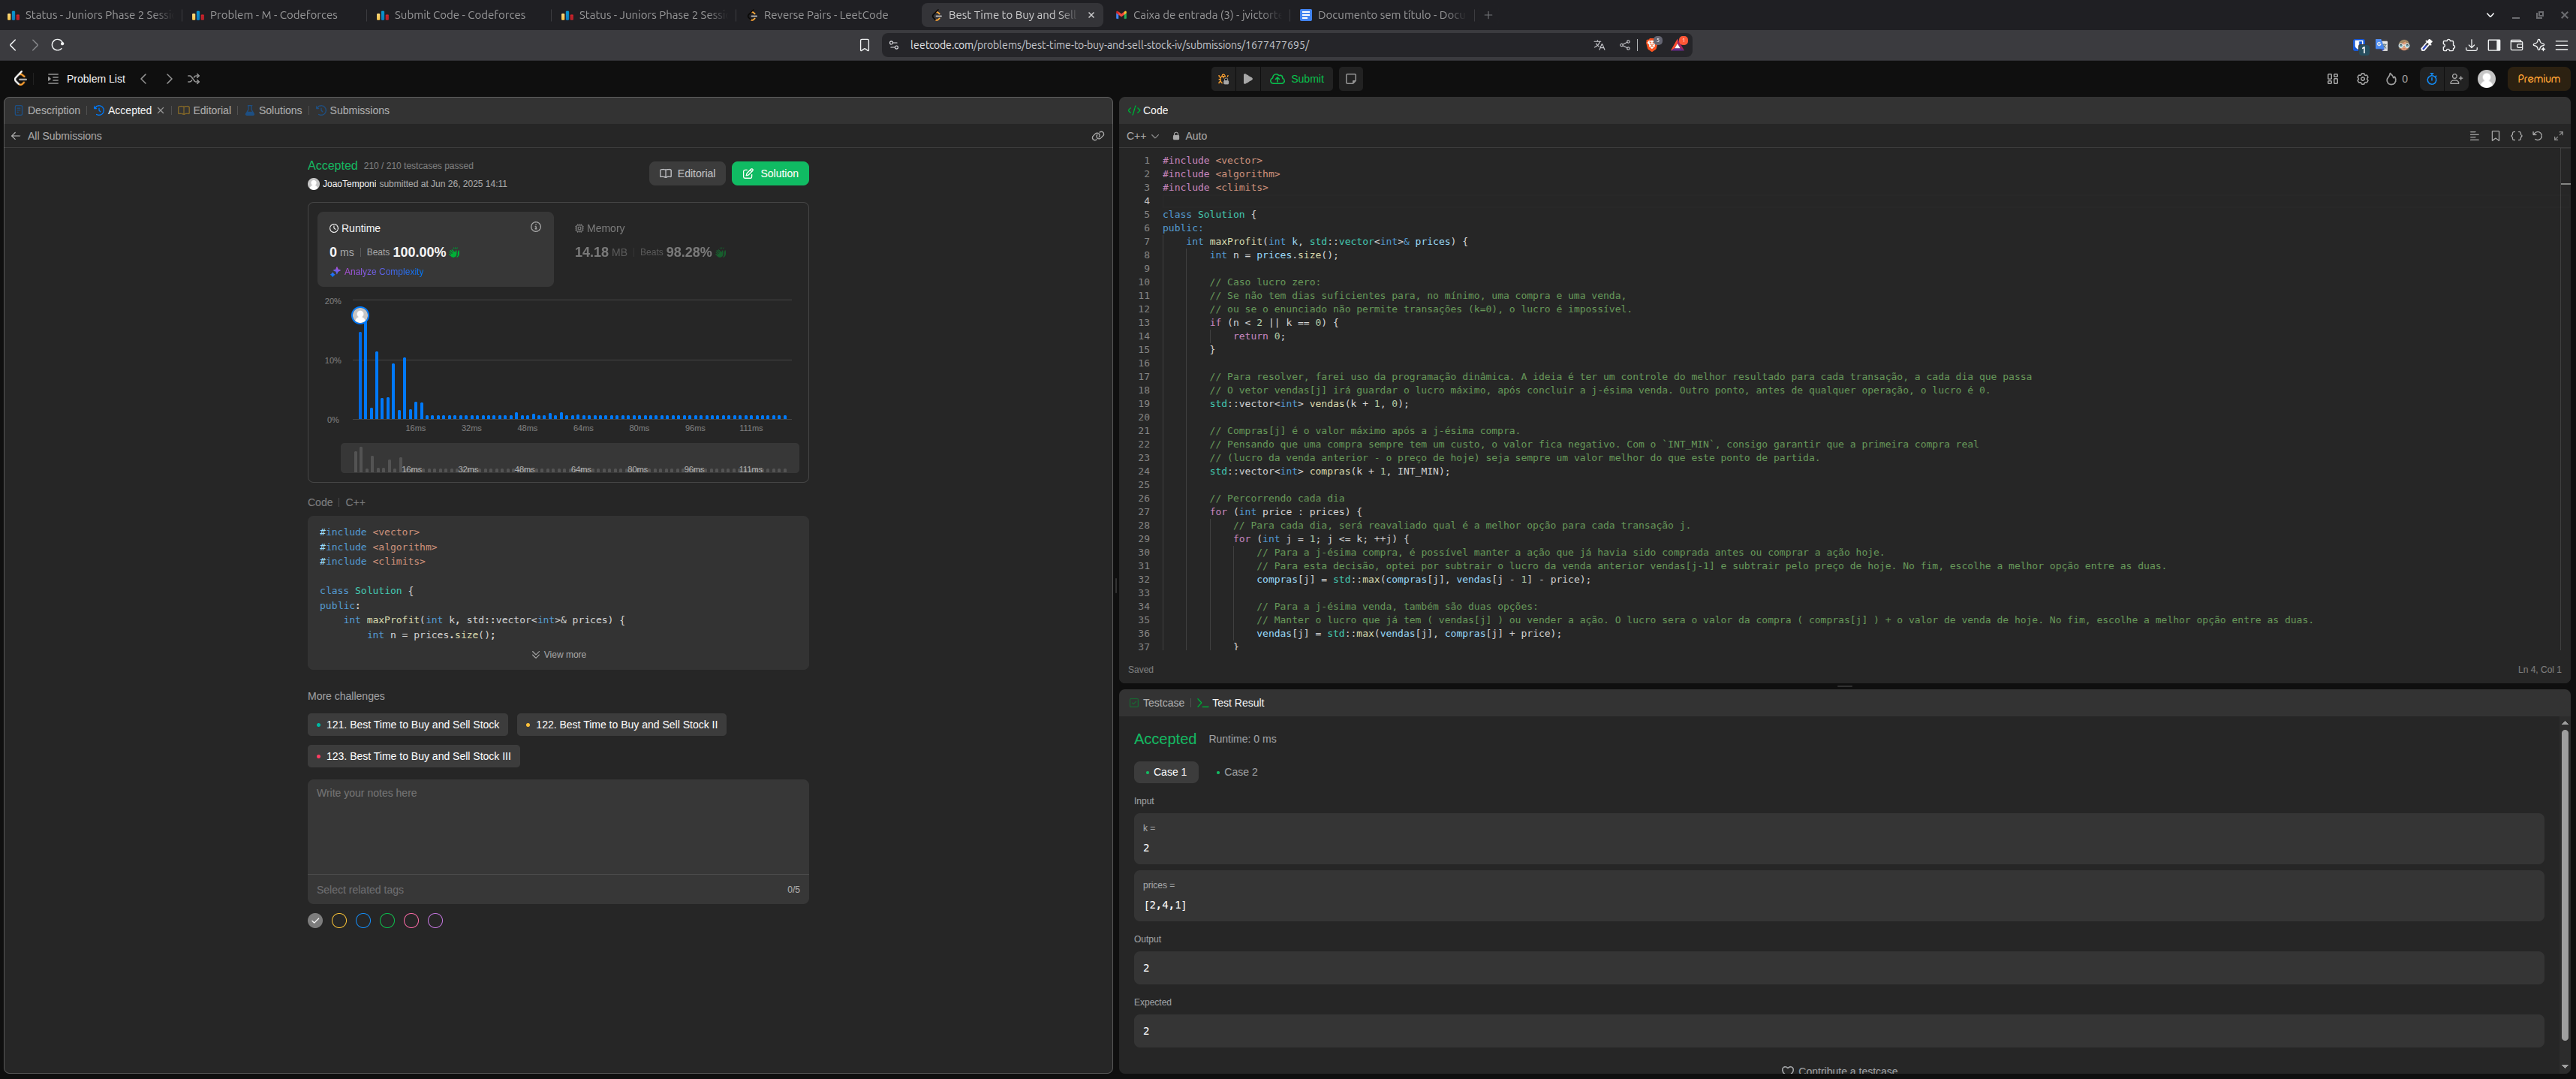 Status - Juniors Phase 2 Sessi
Problem - M - Codeforces
Submit Code - Codeforces
Status - Juniors Phase 2 Sessi
Reverse Pairs - LeetCode
Best Time to Buy and Sell
Caixa de entrada (3) - jvictort
Documento sem título - Docu
leetcode.com/problems/best-time-to-buy-and-sell-stock-iv/submissions/1677477695/
Problem List
Submit
0
Premium
Description
Accepted
Editorial
Solutions
Submissions
All Submissions
Accepted 210 / 210 testcases passed
JoaoTemponi submitted at Jun 26, 2025 14:11
Editorial
Solution
Runtime
0 ms | Beats 100.00%
Analyze Complexity
Memory
14.18 MB | Beats 98.28%
20%
10%
0%
16ms 32ms 48ms 64ms 80ms 96ms 111ms
16ms 32ms 48ms 64ms 80ms 96ms 111ms
Code | C++
#include <vector>
#include <algorithm>
#include <climits>
class Solution {
public:
int maxProfit(int k, std::vector<int>& prices) {
int n = prices.size();
View more
More challenges
121. Best Time to Buy and Sell Stock
122. Best Time to Buy and Sell Stock II
123. Best Time to Buy and Sell Stock III
Write your notes here
Select related tags
0/5
Code
C++
Auto
1 #include <vector>
2 #include <algorithm>
3 #include <climits>
4
5 class Solution {
6 public:
7 int maxProfit(int k, std::vector<int>& prices) {
8 int n = prices.size();
9
10 // Caso lucro zero:
11 // Se não tem dias suficientes para, no mínimo, uma compra e uma venda,
12 // ou se o enunciado não permite transações (k=0), o lucro é impossível.
13 if (n < 2 || k == 0) {
14 return 0;
15 }
16
17 // Para resolver, farei uso da programação dinâmica. A ideia é ter um controle do melhor resultado para cada transação, a cada dia que passa
18 // O vetor vendas[j] irá guardar o lucro máximo, após concluir a j-ésima venda. Outro ponto, antes de qualquer operação, o lucro é 0.
19 std::vector<int> vendas(k + 1, 0);
20
21 // Compras[j] é o valor máximo após a j-ésima compra.
22 // Pensando que uma compra sempre tem um custo, o valor fica negativo. Com o `INT_MIN`, consigo garantir que a primeira compra real
23 // (lucro da venda anterior - o preço de hoje) seja sempre um valor melhor do que este ponto de partida.
24 std::vector<int> compras(k + 1, INT_MIN);
25
26 // Percorrendo cada dia
27 for (int price : prices) {
28 // Para cada dia, será reavaliado qual é a melhor opção para cada transação j.
29 for (int j = 1; j <= k; ++j) {
30 // Para a j-ésima compra, é possível manter a ação que já havia sido comprada antes ou comprar a ação hoje.
31 // Para esta decisão, optei por subtrair o lucro da venda anterior vendas[j-1] e subtrair pelo preço de hoje. No fim, escolhe a melhor opção entre as duas.
32 compras[j] = std::max(compras[j], vendas[j - 1] - price);
33
34 // Para a j-ésima venda, também são duas opções:
35 // Manter o lucro que já tem ( vendas[j] ) ou vender a ação. O lucro sera o valor da compra ( compras[j] ) + o valor de venda de hoje. No fim, escolhe a melhor opção entre as duas.
36 vendas[j] = std::max(vendas[j], compras[j] + price);
37 }
Saved
Ln 4, Col 1
Testcase
Test Result
Accepted Runtime: 0 ms
Case 1
Case 2
Input
k =
2
prices =
[2,4,1]
Output
2
Expected
2
Contribute a testcase